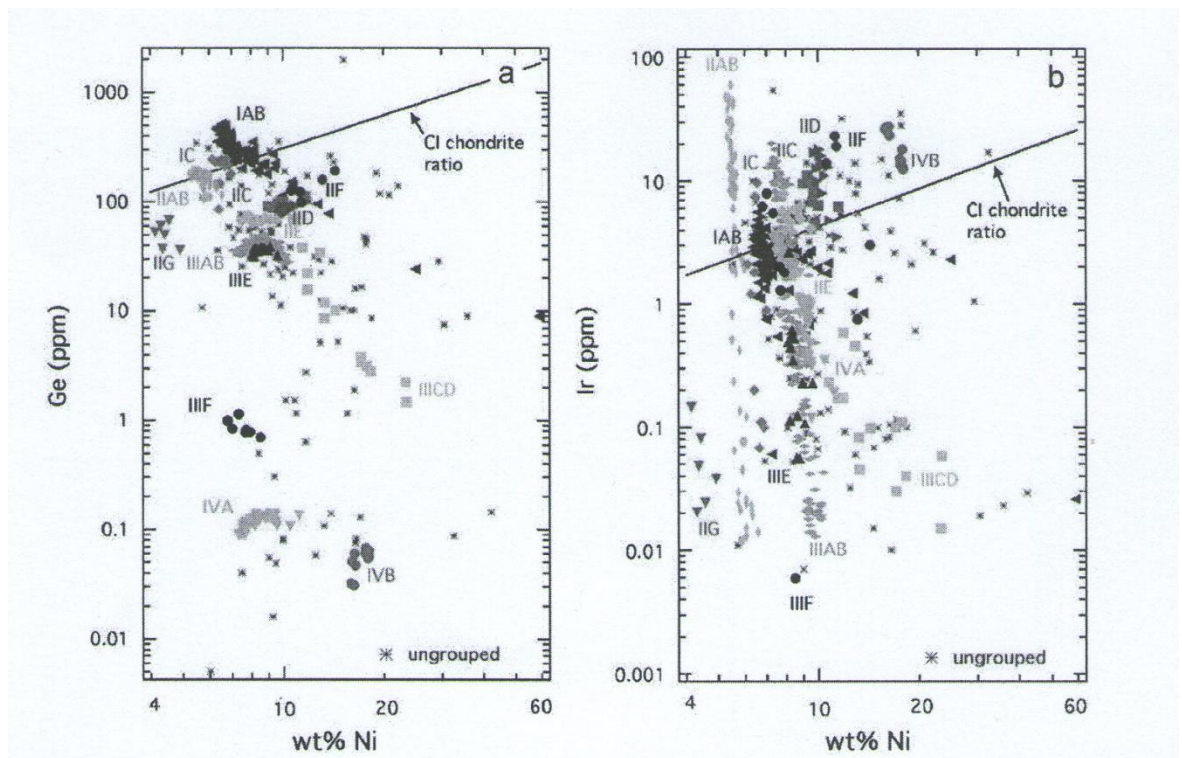 a
1000
100
10
1
0.1
0.01
Ge (ppm)
IAB
CI chondrite
ratio
IC
IIC
IIF
IIAB
IID
IIE
IIG
IIIAB
IIIE
IIICD
IIIF
IVA
IVB
ungrouped
4
10
20
60
wt% Ni
b
100
10
1
0.1
0.01
0.001
Ir (ppm)
IIAB
IID
IIF
IC
IIC
IVB
CI chondrite
ratio
IAB
IIE
IVA
IIIE
IIICD
IIG
IIIAB
IIIF
ungrouped
4
10
20
60
wt% Ni